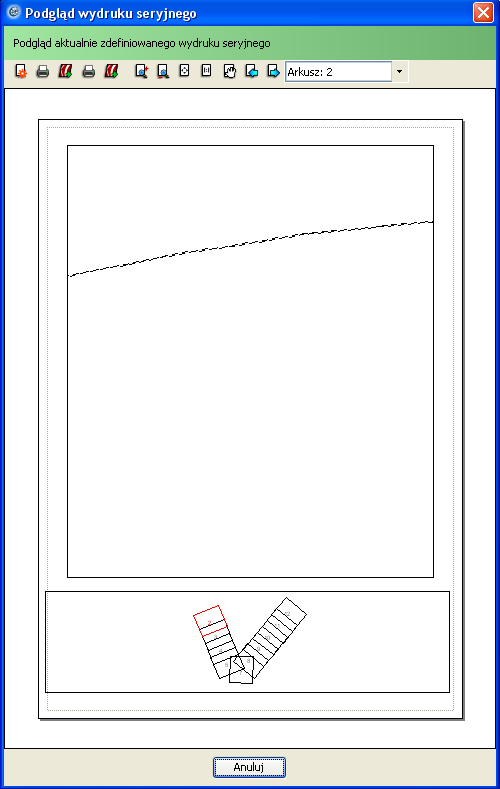 Podgląd wydruku seryjnego
Podgląd aktualnie zdefiniowanego wydruku seryjnego
Arkusz: 2
Anuluj